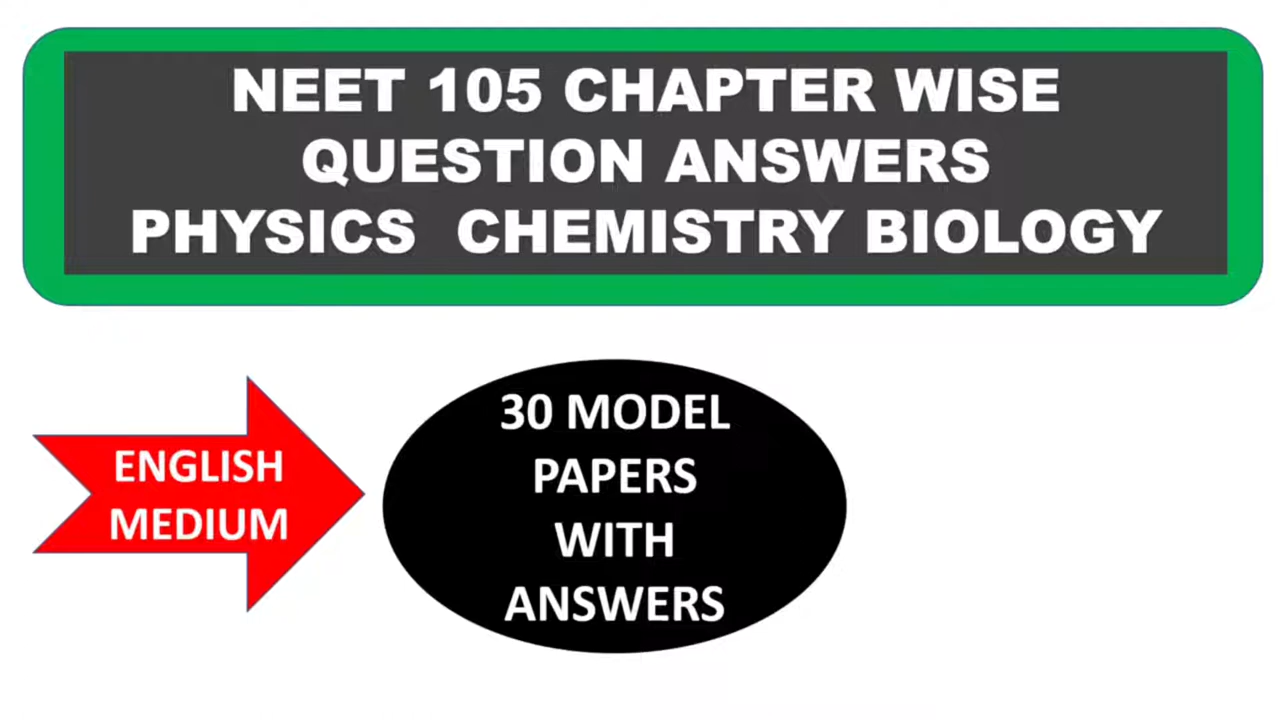 NEET 105 CHAPTER WISE
QUESTION ANSWERS
PHYSICS CHEMISTRY BIOLOGY
ENGLISH
MEDIUM
30 MODEL
PAPERS
WITH
ANSWERS